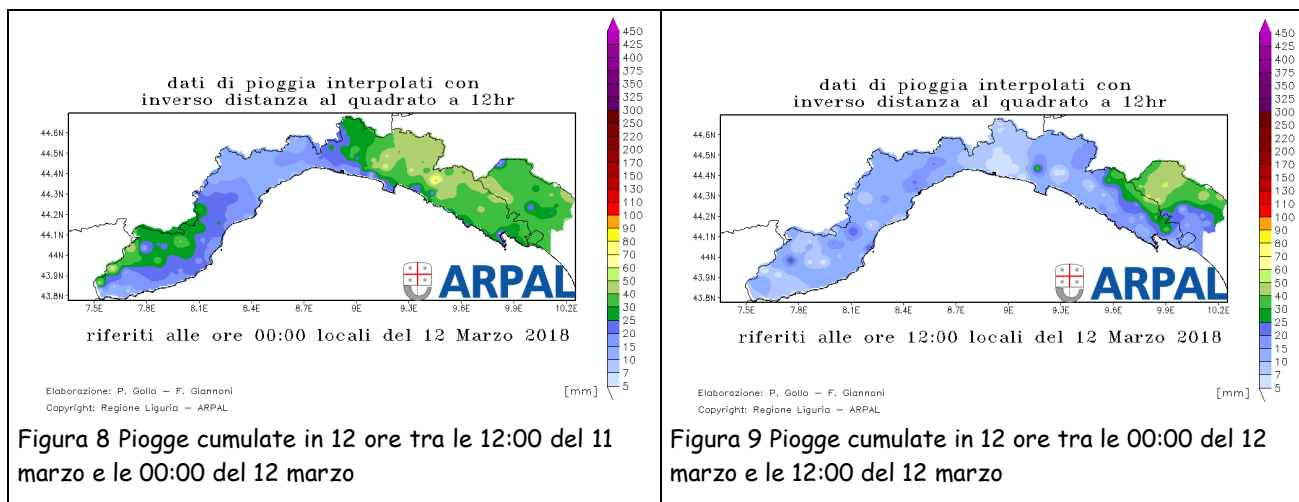 dati di pioggia interpolati con
inverso distanza al quadrato a 12hr
450
425
400
375
325
300
250
200
170
150
130
110
100
90
80
70
60
50
40
30
25
20
15
10
7
5
44.6N
44.5N
44.4N
44.3N
44.2N
44.1N
44N
43.9N
43.8N
7.5E
7.8E
8.1E
8.4E
8.7E
9E
9.3E
9.6E
9.9E
10.2E
ARPAL
riferiti alle ore 00:00 locali del 12 Marzo 2018
[mm]
Elaborazione: P. Gollo – F. Giannoni
Copyright: Regione Liguria – ARPAL
Figura 8 Piogge cumulate in 12 ore tra le 12:00 del 11
marzo e le 00:00 del 12 marzo
dati di pioggia interpolati con
inverso distanza al quadrato a 12hr
450
425
400
375
325
300
250
200
170
150
130
110
100
90
80
70
60
50
40
30
25
20
15
10
7
5
44.6N
44.5N
44.4N
44.3N
44.2N
44.1N
44N
43.9N
43.8N
7.5E
7.8E
8.1E
8.4E
8.7E
9E
9.3E
9.6E
9.9E
10.2E
ARPAL
riferiti alle ore 12:00 locali del 12 Marzo 2018
[mm]
Elaborazione: P. Gollo – F. Giannoni
Copyright: Regione Liguria – ARPAL
Figura 9 Piogge cumulate in 12 ore tra le 00:00 del 12
marzo e le 12:00 del 12 marzo